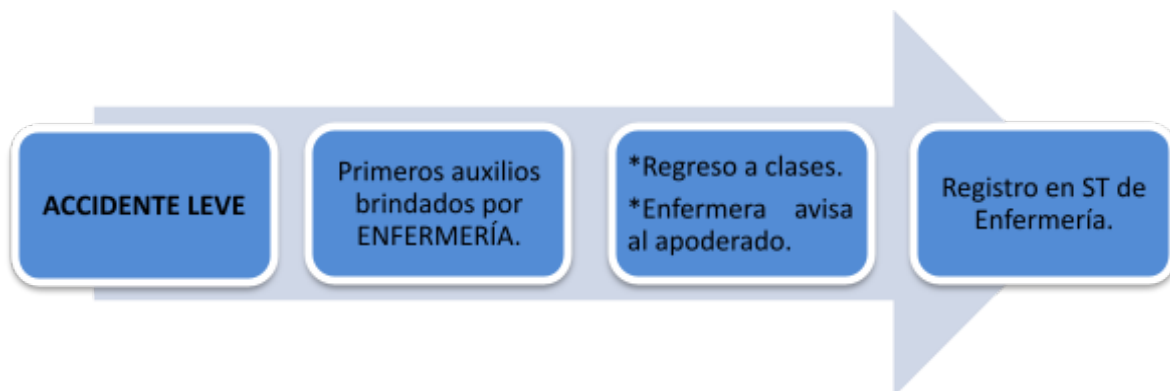 ACCIDENTE LEVE
Primeros auxilios
brindados por
ENFERMERÍA.
*Regreso a clases.
*Enfermera avisa
al apoderado.
Registro en ST de
Enfermería.